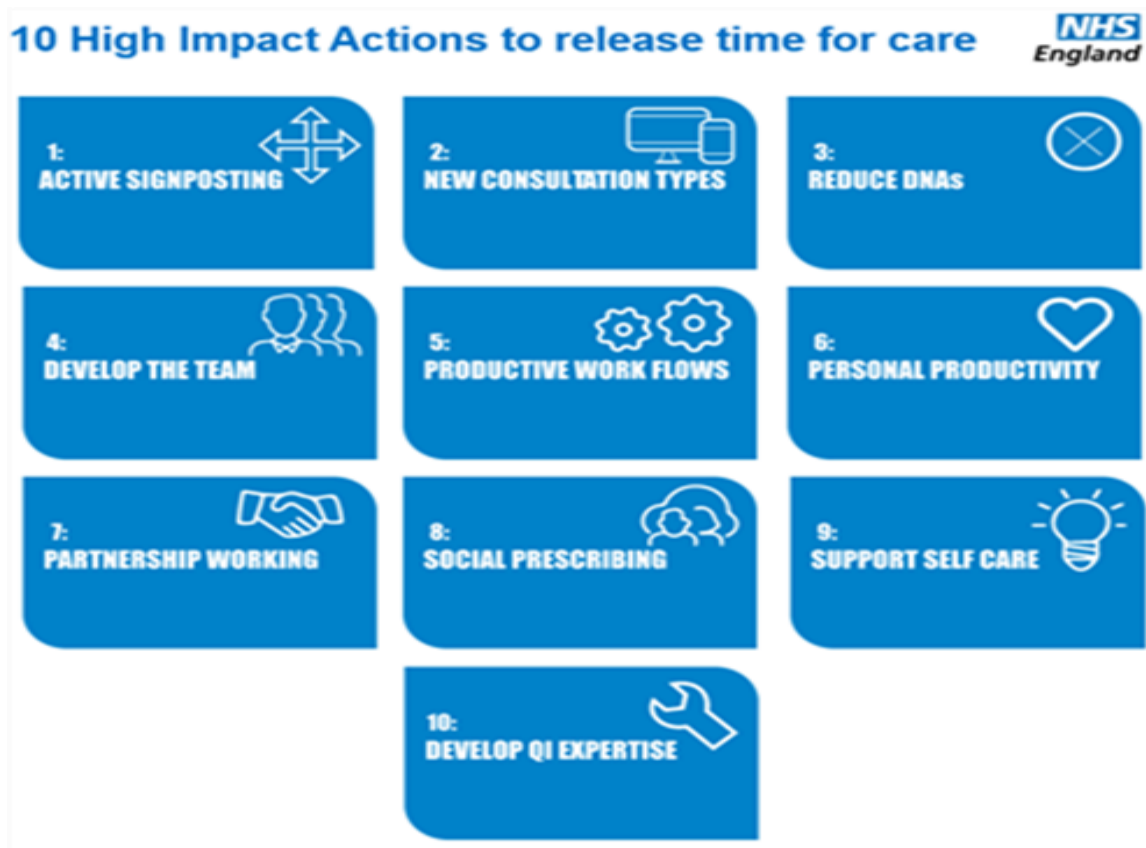 10 High Impact Actions to release time for care
NHS
England
1:
ACTIVE SIGNPOSTING
2:
NEW CONSULTATION TYPES
3:
REDUCE DNAs
4:
DEVELOP THE TEAM
5:
PRODUCTIVE WORK FLOWS
6:
PERSONAL PRODUCTIVITY
7:
PARTNERSHIP WORKING
8:
SOCIAL PRESCRIBING
9:
SUPPORT SELF CARE
10:
DEVELOP QI EXPERTISE